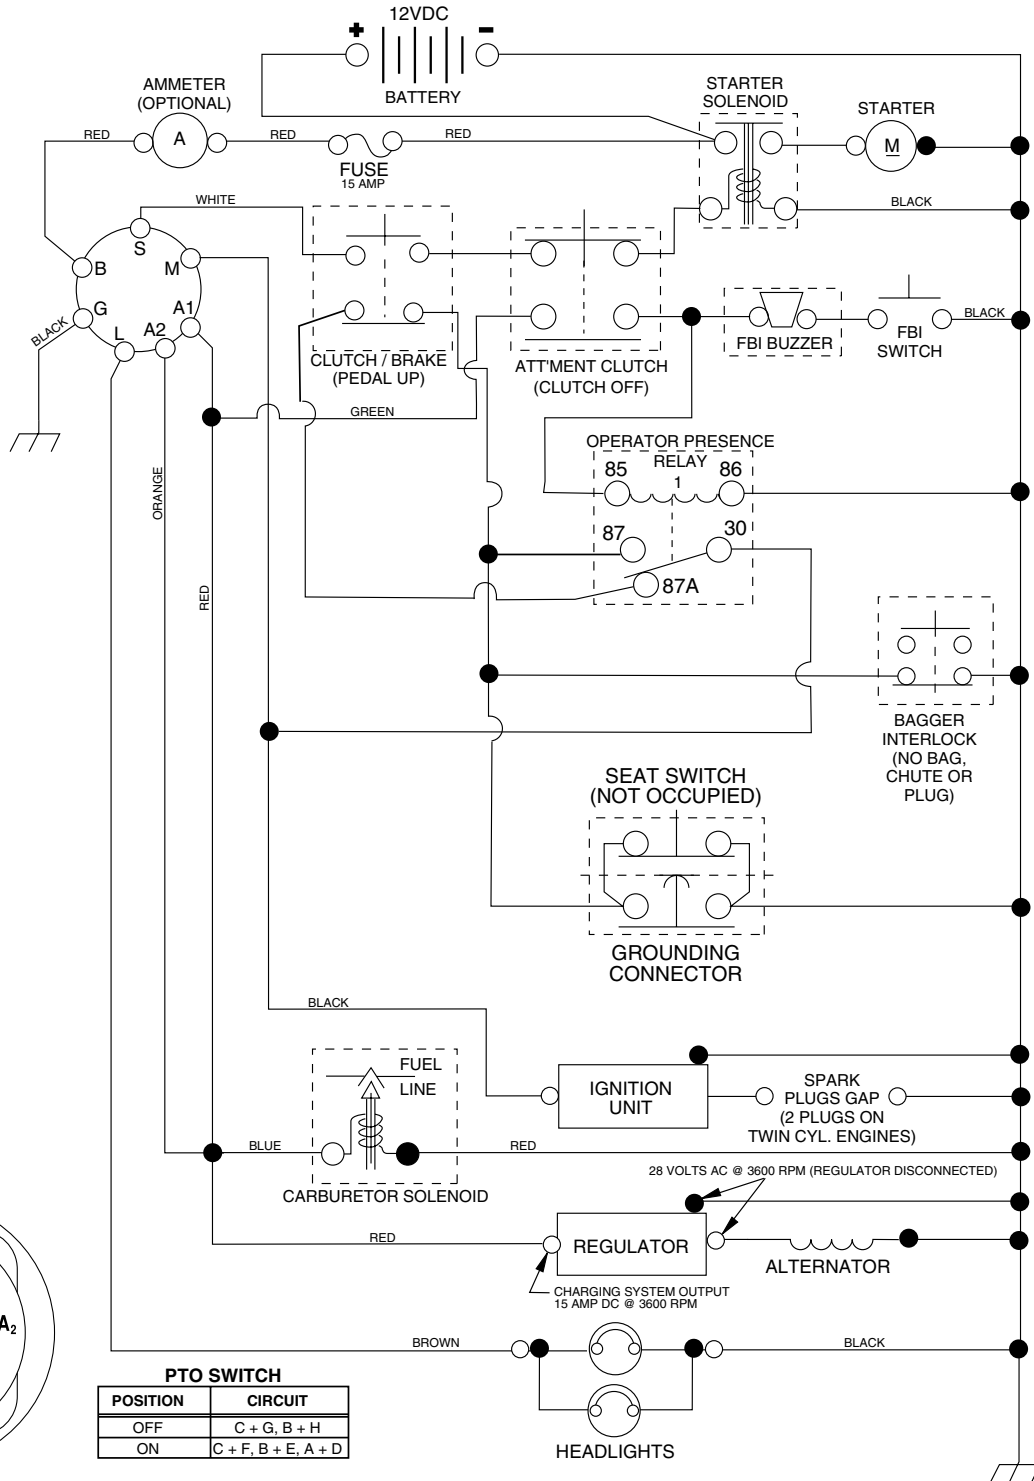 12VDC
+
-
BATTERY
AMMETER
(OPTIONAL)
STARTER
SOLENOID
STARTER
RED
A
RED
RED
M
FUSE
15 AMP
WHITE
BLACK
S
B
M
G
A1
L
A2
BLACK
FBI BUZZER
FBI
SWITCH
BLACK
CLUTCH / BRAKE
(PEDAL UP)
ATT'MENT CLUTCH
(CLUTCH OFF)
GREEN
OPERATOR PRESENCE
RELAY
85
1
86
ORANGE
87
30
87A
RED
BAGGER
INTERLOCK
(NO BAG,
CHUTE OR
PLUG)
SEAT SWITCH
(NOT OCCUPIED)
GROUNDING
CONNECTOR
BLACK
FUEL
LINE
IGNITION
UNIT
SPARK
PLUGS GAP
(2 PLUGS ON
TWIN CYL. ENGINES)
BLUE
RED
CARBURETOR SOLENOID
28 VOLTS AC @ 3600 RPM (REGULATOR DISCONNECTED)
RED
REGULATOR
ALTERNATOR
CHARGING SYSTEM OUTPUT
15 AMP DC @ 3600 RPM
A2
BROWN
BLACK
HEADLIGHTS
PTO SWITCH
POSITION CIRCUIT
OFF C + G, B + H
ON C + F, B + E, A + D